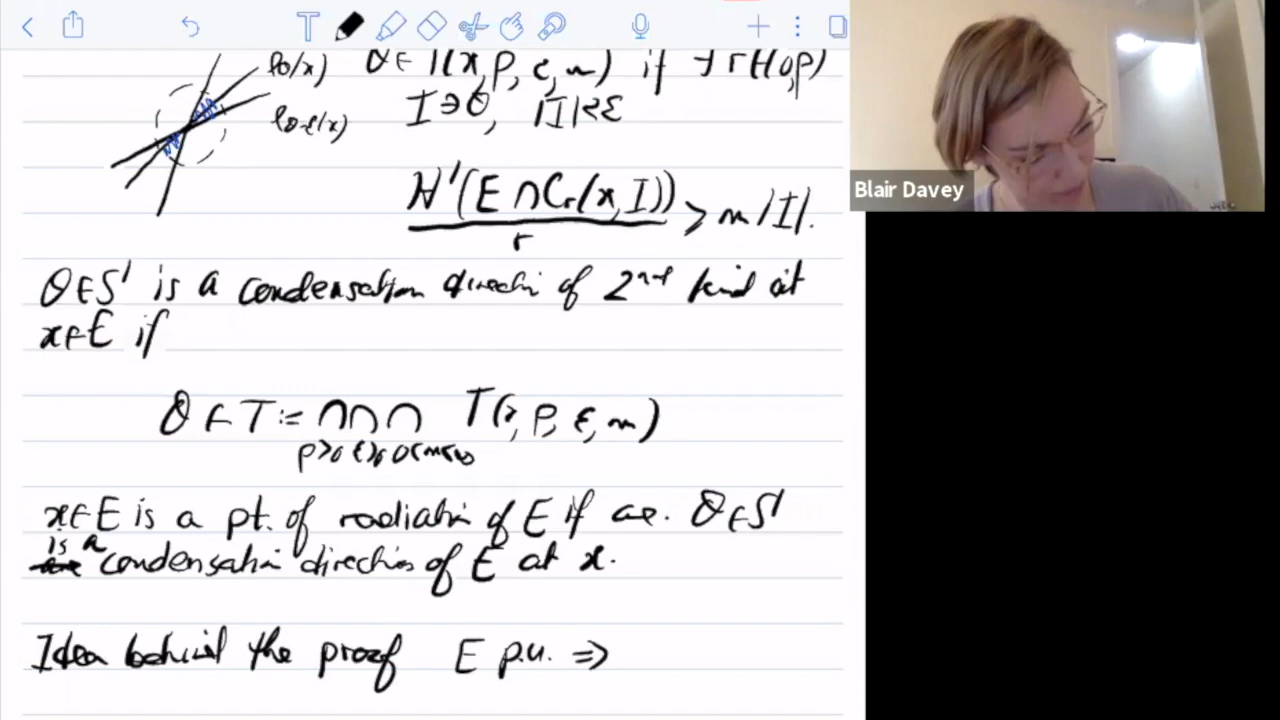 l_θ(x) θ ∈ T(x, ρ, ε, m) if ∃ r ∈ (0, ρ)
l_{θ-ε}(x) I ∋ θ, |I| < ε
H¹(E ∩ C_r(x, I)) / r > m |I|.
Blair Davey
θ ∈ S¹ is a condensation direction of 2nd kind at
x ∈ E if
θ ∈ T := ∩ ∩ ∩ T(x, ρ, ε, m)
ρ>0 ε>0 0<m<∞
x ∈ E is a pt. of radiation of E if a.e. θ ∈ S¹
is a condensation direction of E at x.
Idea behind the proof E p.u. ⇒